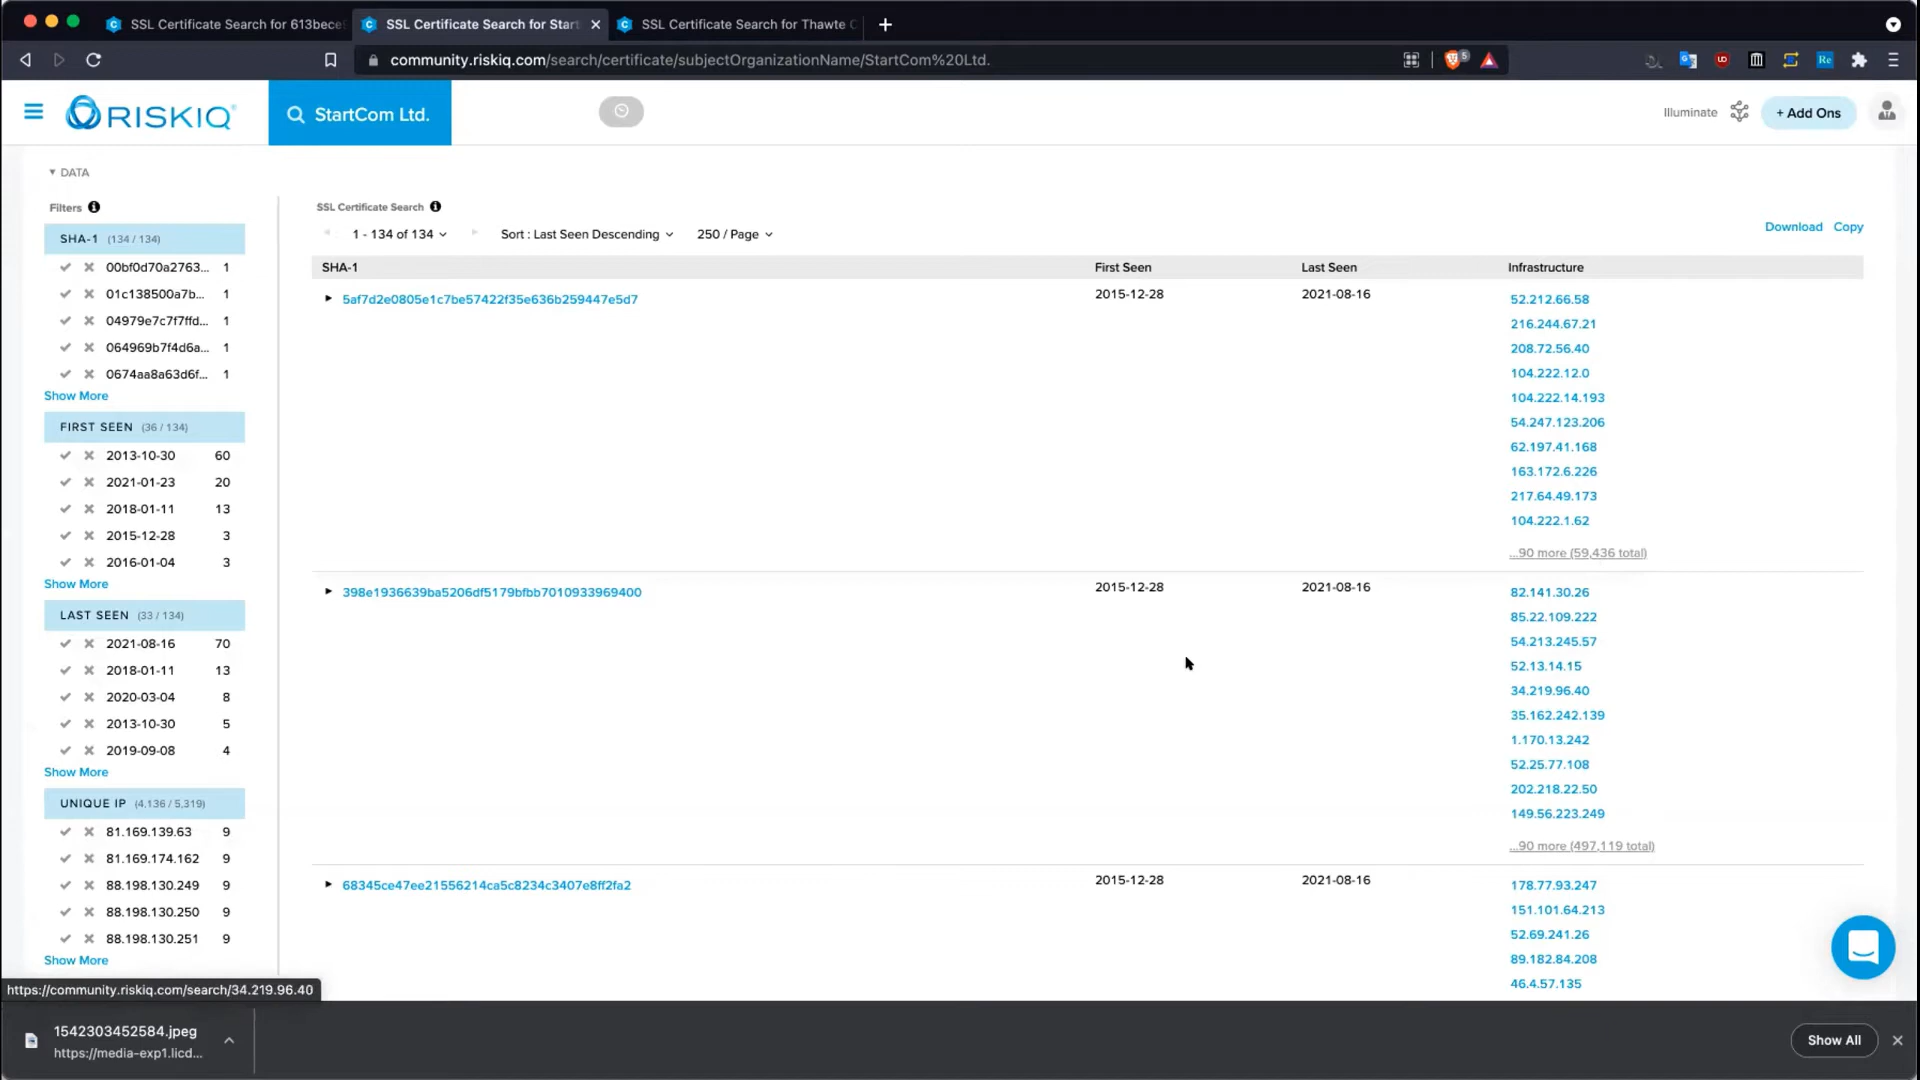 SSL Certificate Search for 613bece
SSL Certificate Search for Start
SSL Certificate Search for Thawte C
community.riskiq.com/search/certificate/subjectOrganizationName/StartCom%20Ltd.
5
Re
RISKIQ
StartCom Ltd.
Illuminate
+ Add Ons
DATA
Filters
SHA-1 (134 / 134)
00bf0d70a2763... 1
01c138500a7b... 1
04979e7c7f7ffd... 1
064969b7f4d6a... 1
0674aa8a63d6f... 1
Show More
FIRST SEEN (36 / 134)
2013-10-30 60
2021-01-23 20
2018-01-11 13
2015-12-28 3
2016-01-04 3
Show More
LAST SEEN (33 / 134)
2021-08-16 70
2018-01-11 13
2020-03-04 8
2013-10-30 5
2019-09-08 4
Show More
UNIQUE IP (4,136 / 5,319)
81.169.139.63 9
81.169.174.162 9
88.198.130.249 9
88.198.130.250 9
88.198.130.251 9
Show More
SSL Certificate Search
1 - 134 of 134
Sort : Last Seen Descending
250 / Page
Download Copy
SHA-1 First Seen Last Seen Infrastructure
5af7d2e0805e1c7be57422f35e636b259447e5d7 2015-12-28 2021-08-16 52.212.66.58
216.244.67.21
208.72.56.40
104.222.12.0
104.222.14.193
54.247.123.206
62.197.41.168
163.172.6.226
217.64.49.173
104.222.1.62
...90 more (59,436 total)
398e1936639ba5206df5179bfbb7010933969400 2015-12-28 2021-08-16 82.141.30.26
85.22.109.222
54.213.245.57
52.13.14.15
34.219.96.40
35.162.242.139
1.170.13.242
52.25.77.108
202.218.22.50
149.56.223.249
...90 more (497,119 total)
68345ce47ee21556214ca5c8234c3407e8ff2fa2 2015-12-28 2021-08-16 178.77.93.247
151.101.64.213
52.69.241.26
89.182.84.208
46.4.57.135
https://community.riskiq.com/search/34.219.96.40
1542303452584.jpeg
https://media-exp1.licd...
Show All